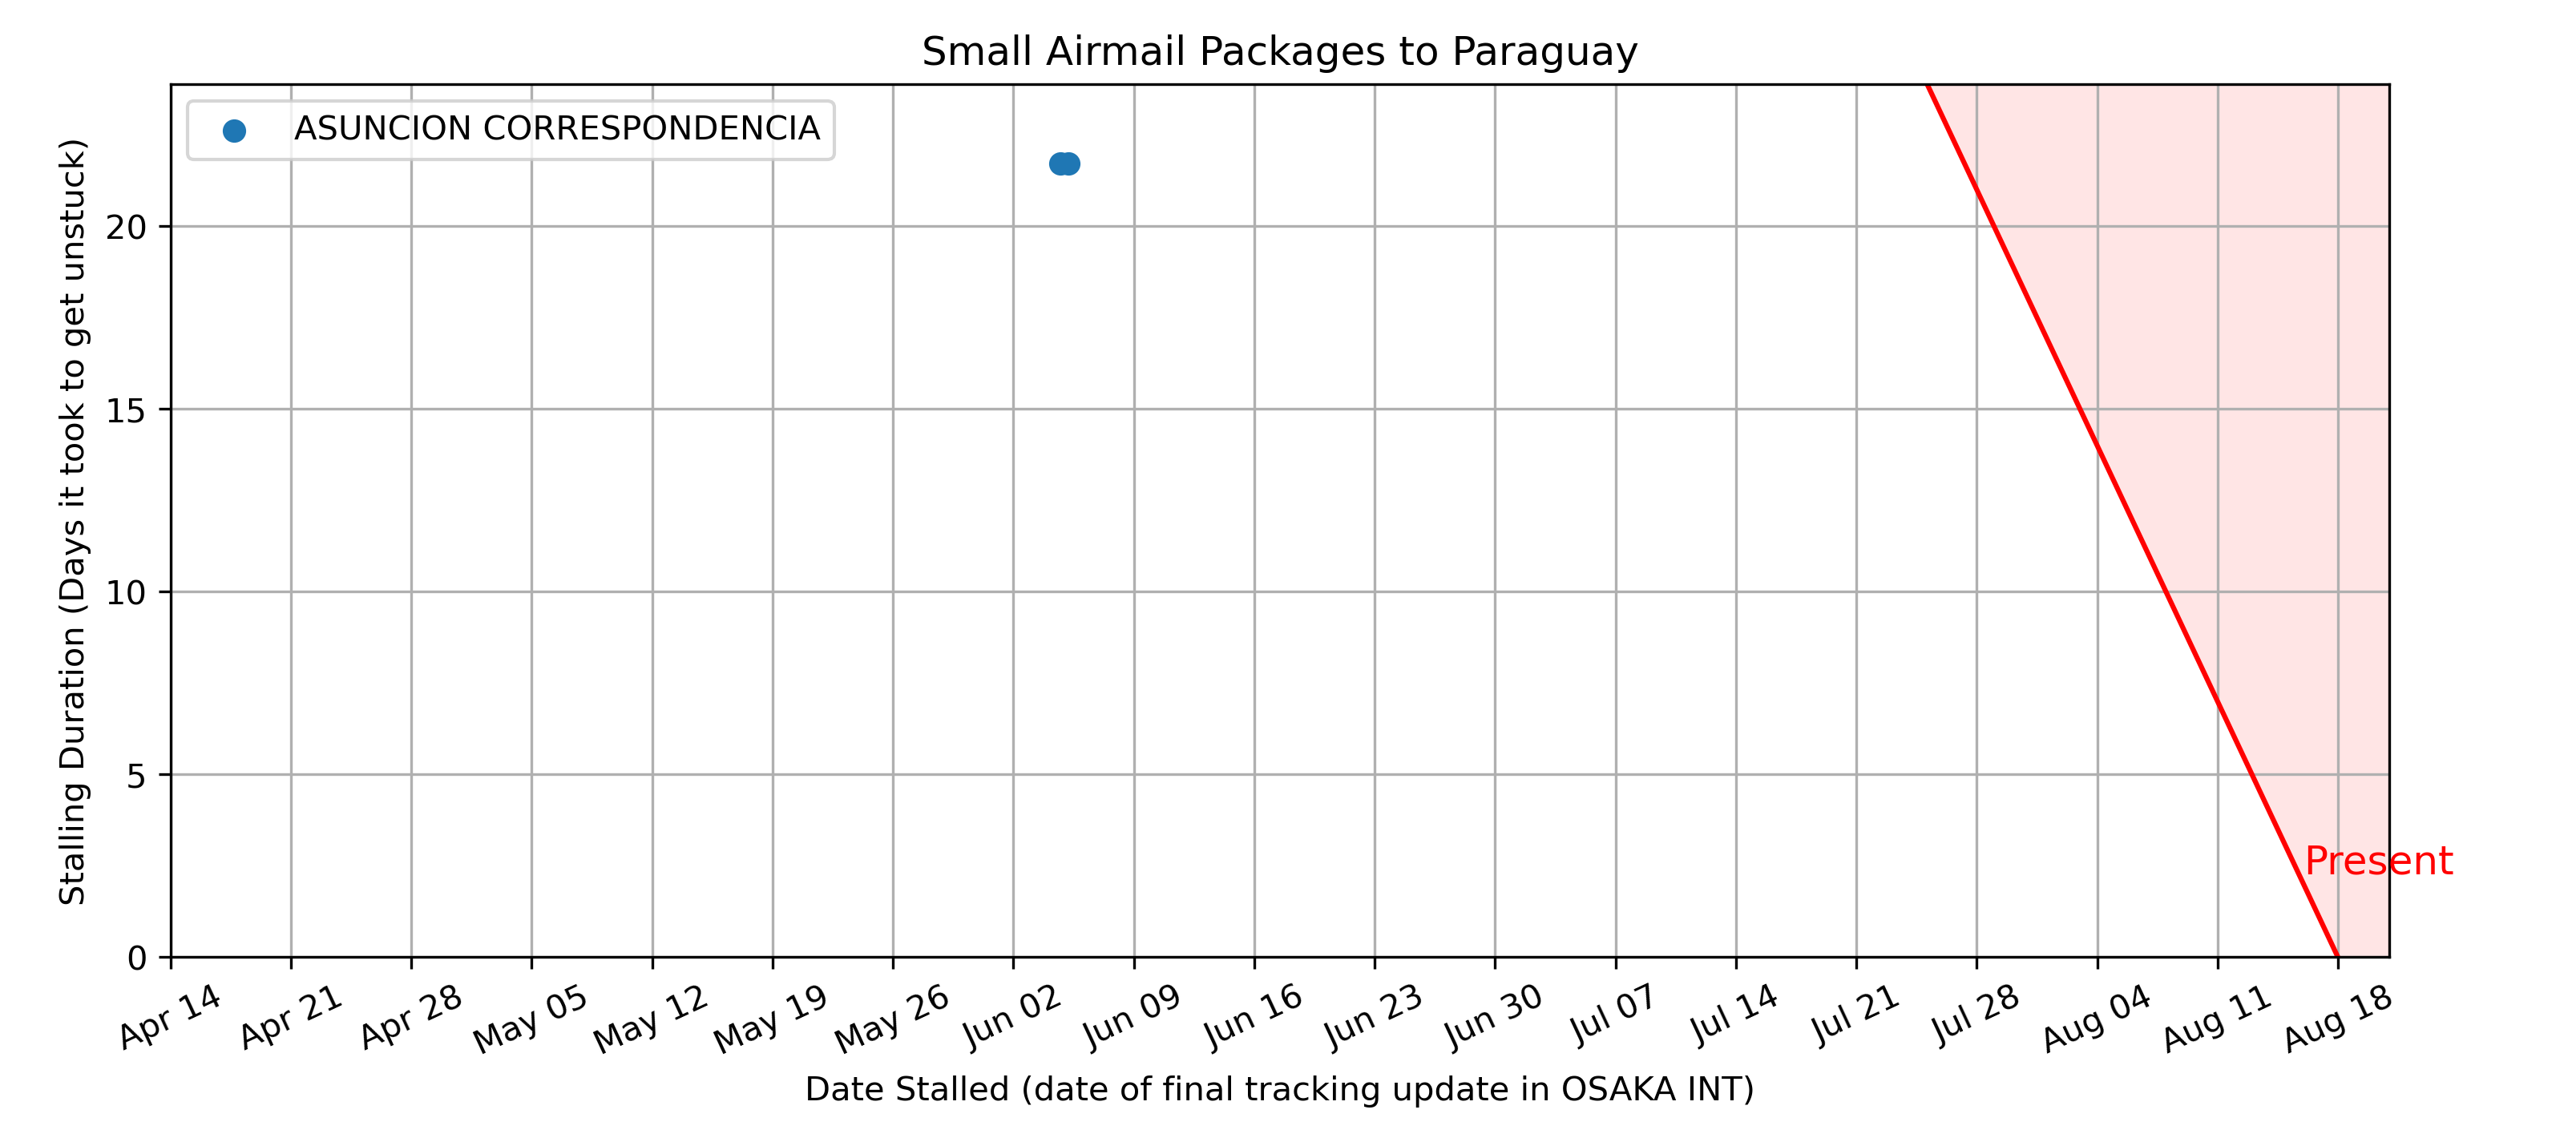 Small Airmail Packages to Paraguay
ASUNCION CORRESPONDENCIA
Stalling Duration (Days it took to get unstuck)
20
15
10
5
0
Present
Apr 14
Apr 21
Apr 28
May 05
May 12
May 19
May 26
Jun 02
Jun 09
Jun 16
Jun 23
Jun 30
Jul 07
Jul 14
Jul 21
Jul 28
Aug 04
Aug 11
Aug 18
Date Stalled (date of final tracking update in OSAKA INT)